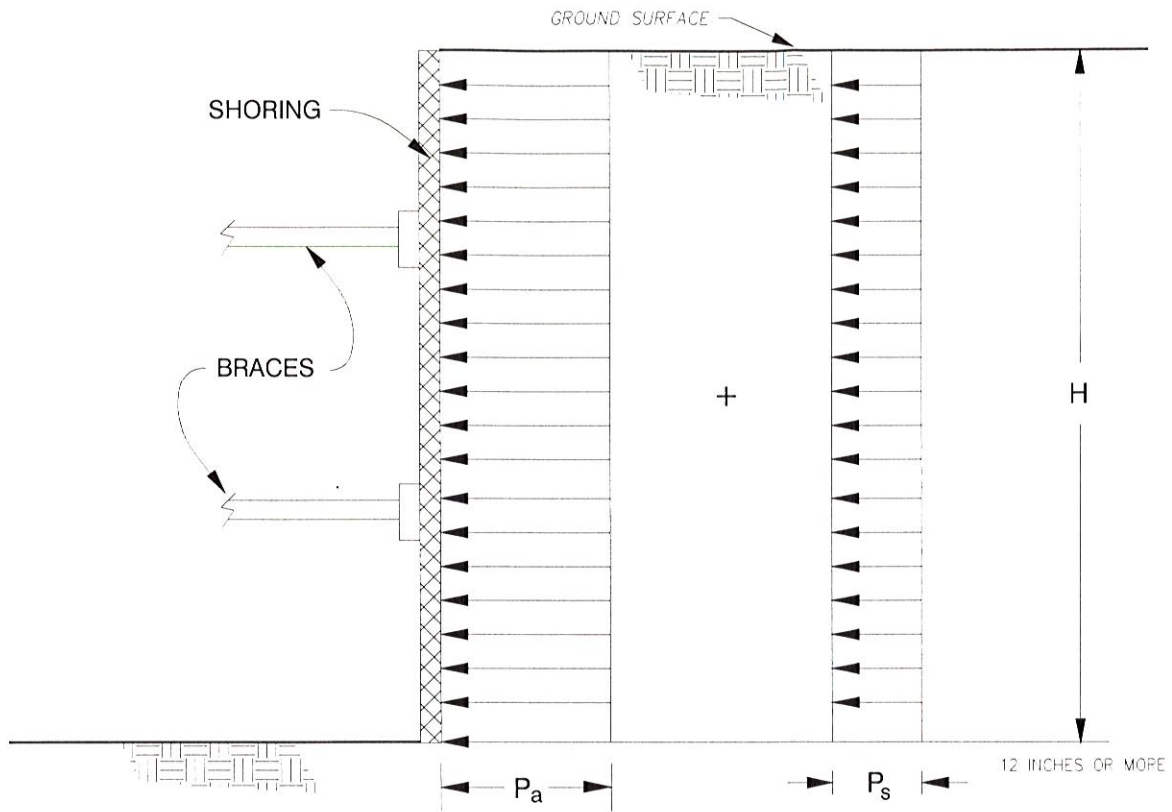 GROUND SURFACE
SHORING
BRACES
+
H
12 INCHES OR MORE
Pa
Ps